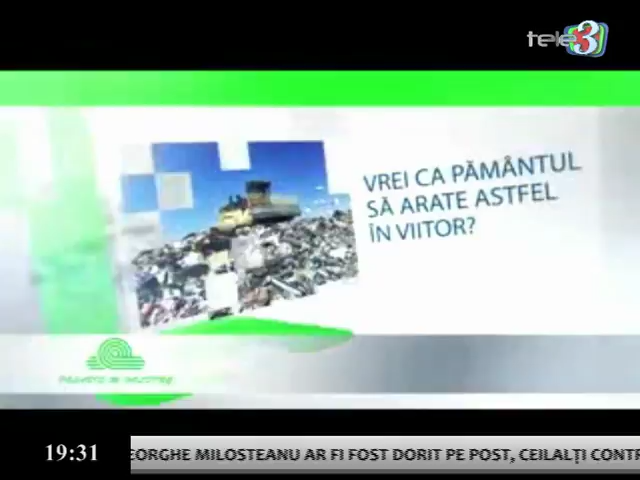 tele3
VREI CA PĂMÂNTUL
SĂ ARATE ASTFEL
ÎN VIITOR?
19:31
EORGHE MILOSTEANU AR FI FOST DORIT PE POST, CEILALȚI CONTR